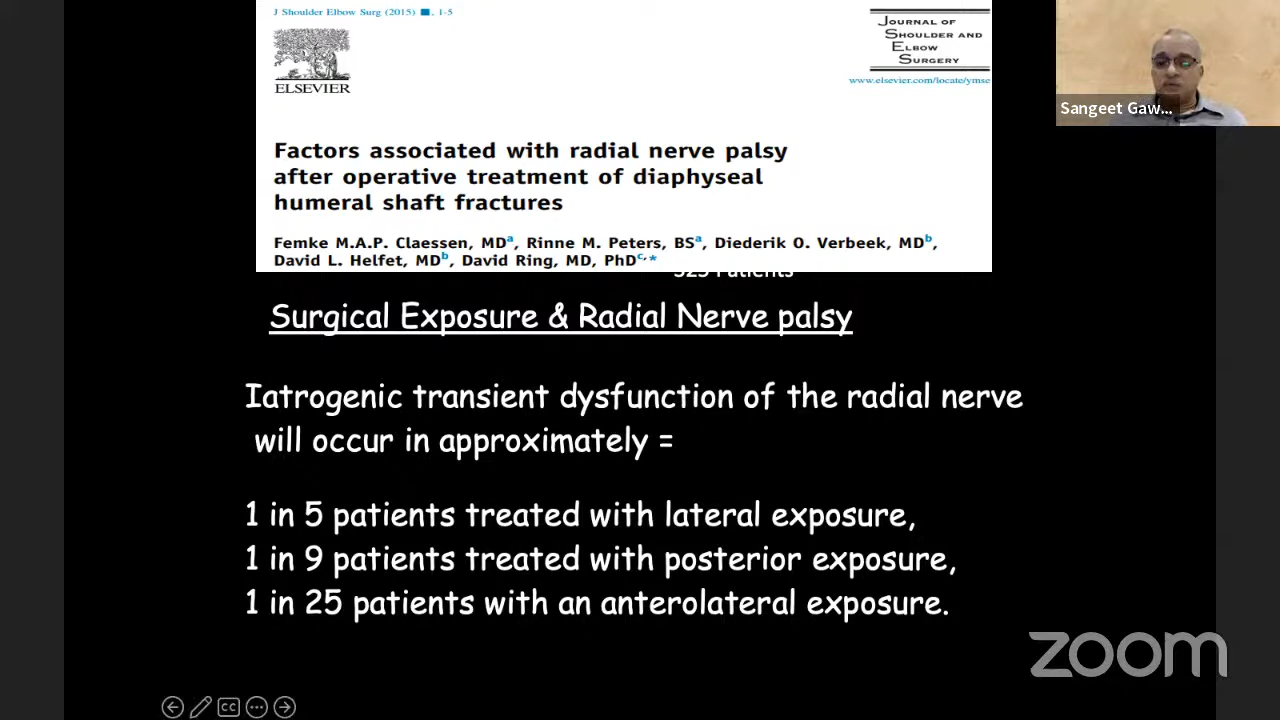 J Shoulder Elbow Surg (2015) ■, 1-5
ELSEVIER
JOURNAL OF
SHOULDER AND
ELBOW
SURGERY
www.elsevier.com/locate/ymse
Sangeet Gaw...
Factors associated with radial nerve palsy
after operative treatment of diaphyseal
humeral shaft fractures
Femke M.A.P. Claessen, MDa, Rinne M. Peters, BSa, Diederik O. Verbeek, MDb,
David L. Helfet, MDb, David Ring, MD, PhDc,*
Patients
Surgical Exposure & Radial Nerve palsy
Iatrogenic transient dysfunction of the radial nerve
will occur in approximately =
1 in 5 patients treated with lateral exposure,
1 in 9 patients treated with posterior exposure,
1 in 25 patients with an anterolateral exposure.
zoom
CC